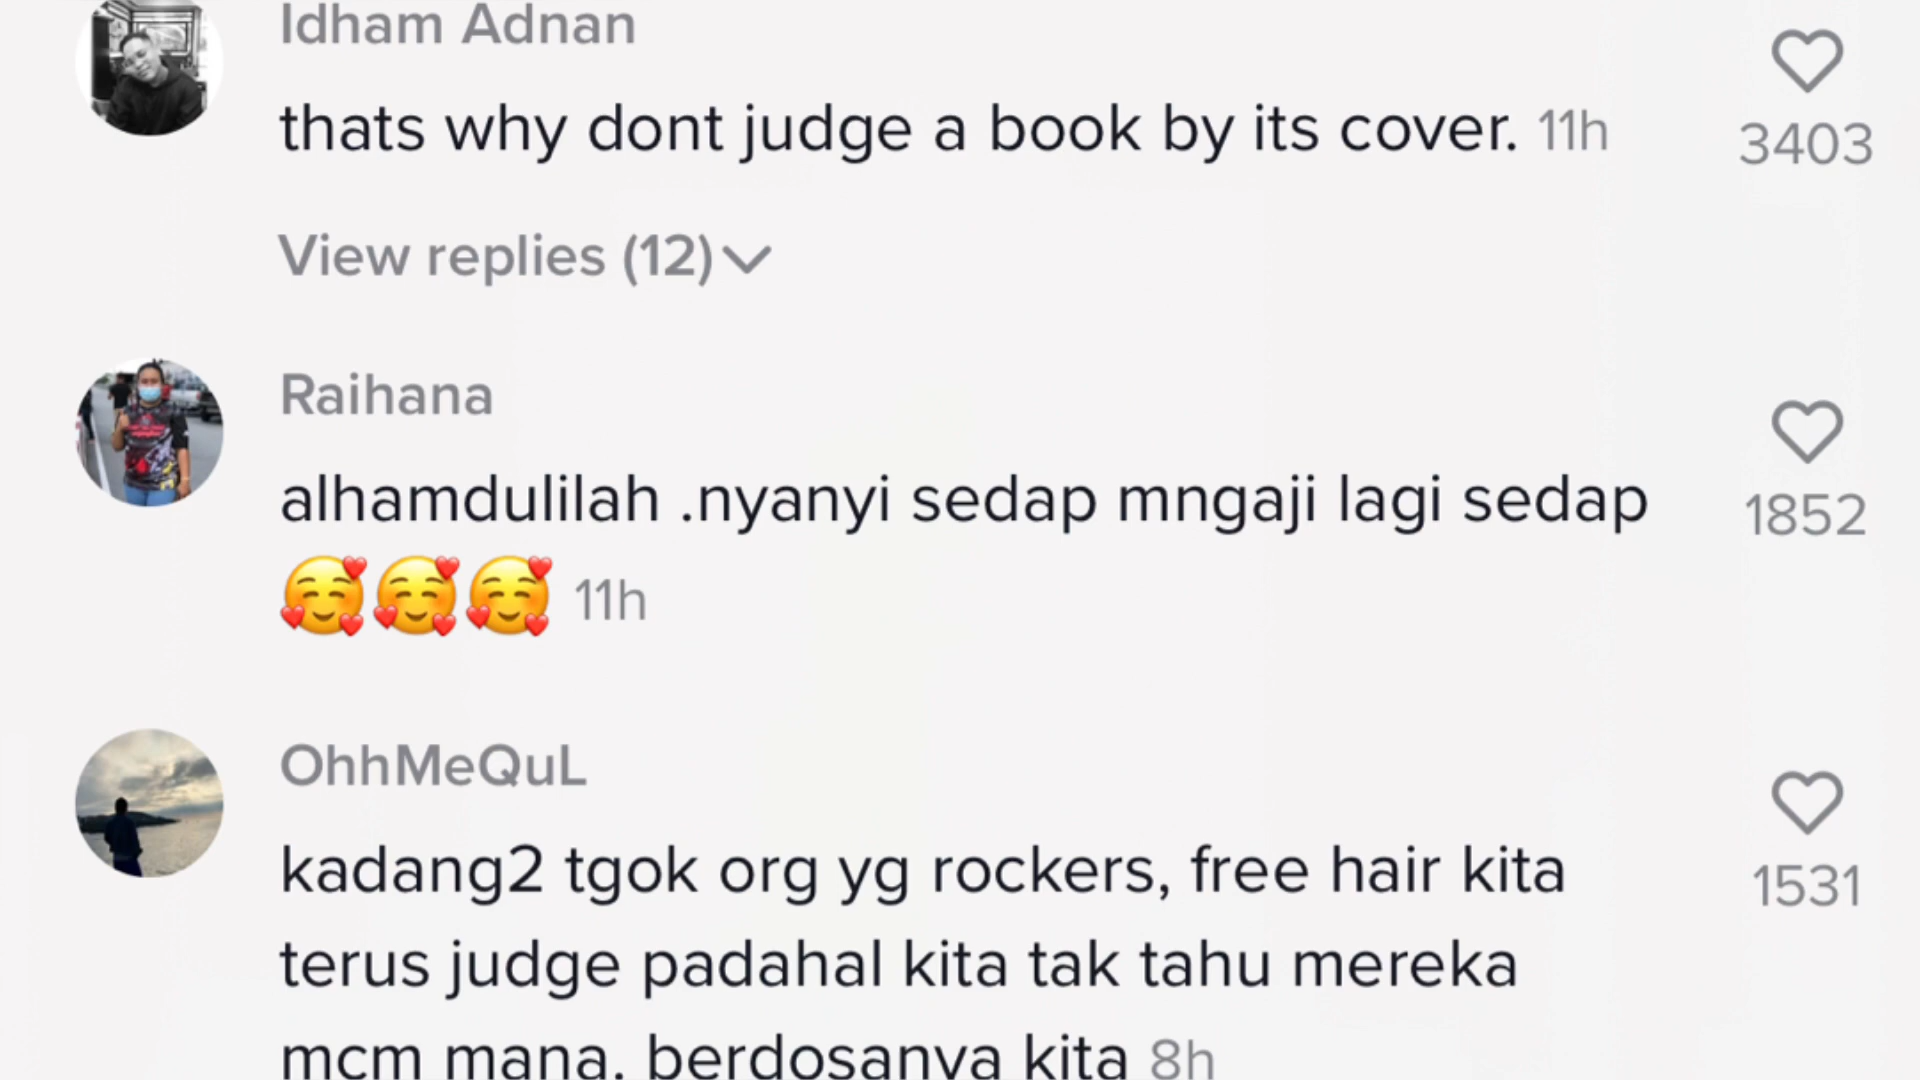 Idham Adnan
thats why dont judge a book by its cover. 11h
3403
View replies (12)
Raihana
alhamdulilah .nyanyi sedap mngaji lagi sedap
🥰🥰🥰 11h
1852
OhhMeQuL
kadang2 tgok org yg rockers, free hair kita
1531
terus judge padahal kita tak tahu mereka
mcm mana. berdosanya kita 8h